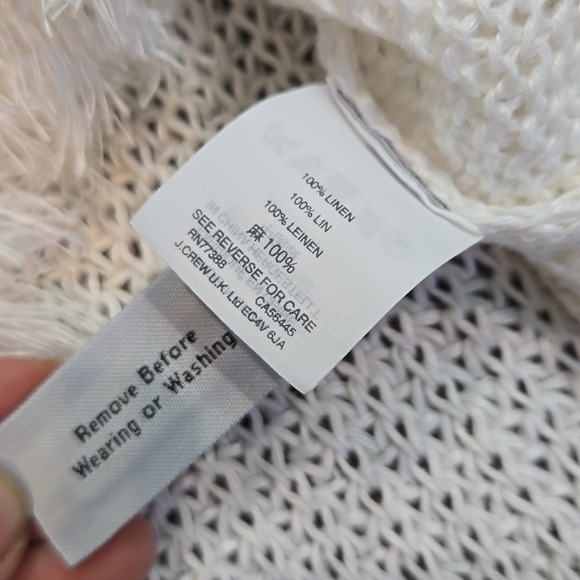 100% LINEN
100% LIN
100% LEINEN
麻 100%
SEE REVERSE FOR CARE
RN77388 CA56445
J.CREW U.K. Ltd EC4V 6JA
Remove Before
Wearing or Washing